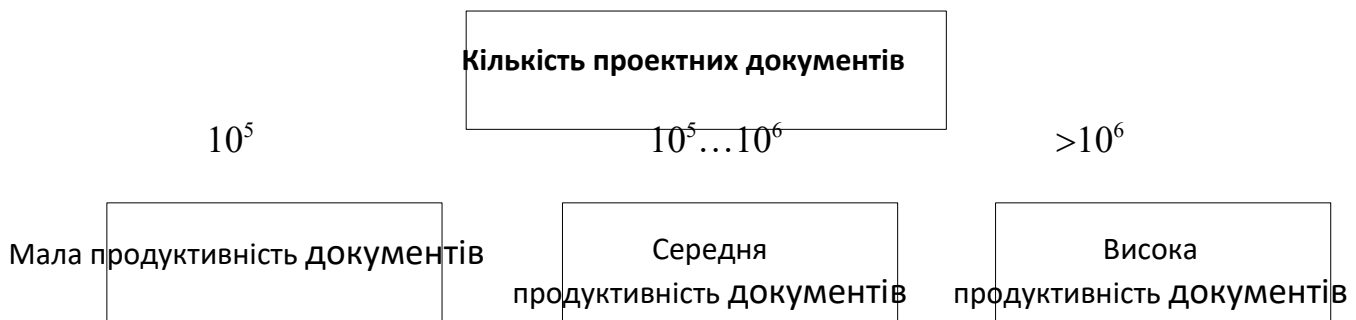 Кількість проектних документів
10⁵ 10⁵…10⁶ >10⁶
Мала продуктивність документів
Середня
продуктивність документів
Висока
продуктивність документів